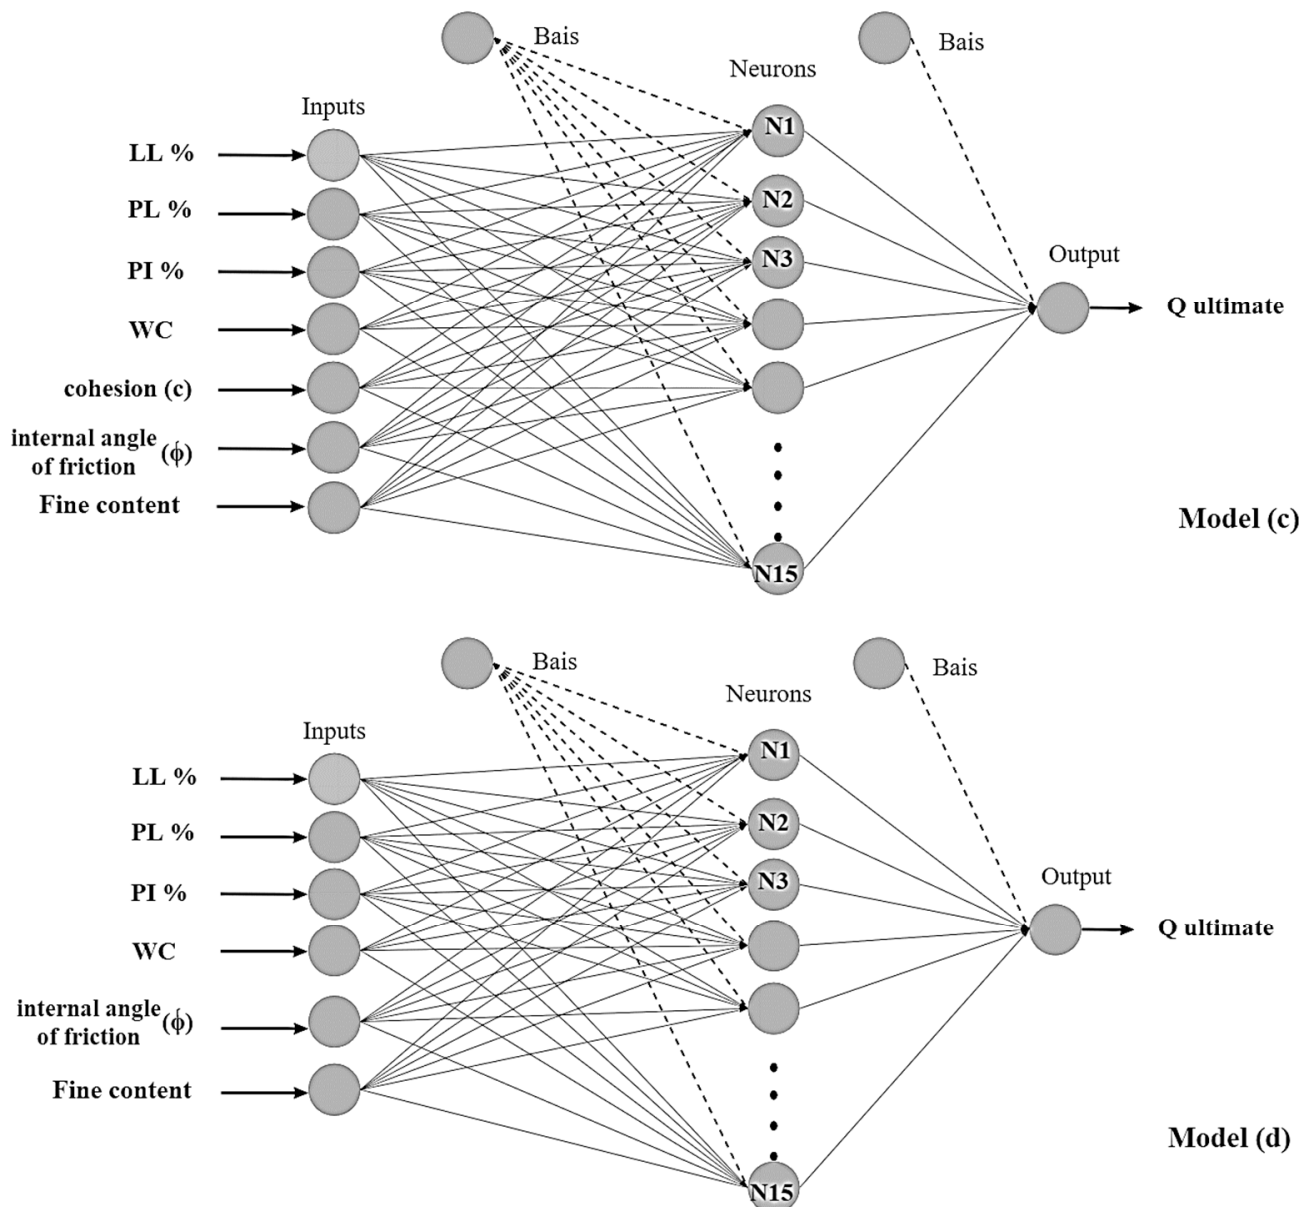 Bais
Bais
Neurons
Inputs
N1
LL %
PL %
N2
PI %
N3
Output
WC
Q ultimate
cohesion (c)
internal angle
of friction (ϕ)
Fine content
Model (c)
N15
Bais
Bais
Neurons
Inputs
N1
LL %
PL %
N2
PI %
N3
Output
WC
Q ultimate
internal angle
of friction (ϕ)
Fine content
Model (d)
N15